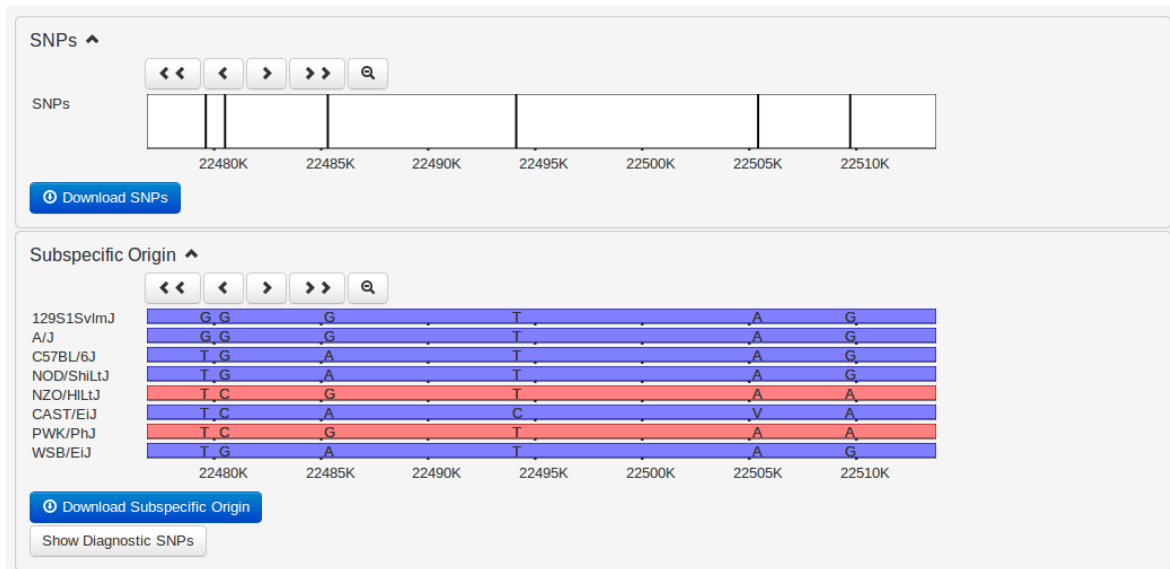 SNPs
SNPs
22480K 22485K 22490K 22495K 22500K 22505K 22510K
Download SNPs
Subspecific Origin
129S1SvImJ G G G T A G
A/J G G G T A G
C57BL/6J T G A T A G
NOD/ShiLtJ T G A T A G
NZO/HlLtJ T C G T A A
CAST/EiJ T C A C V A
PWK/PhJ T C G T A A
WSB/EiJ T G A T A G
22480K 22485K 22490K 22495K 22500K 22505K 22510K
Download Subspecific Origin
Show Diagnostic SNPs